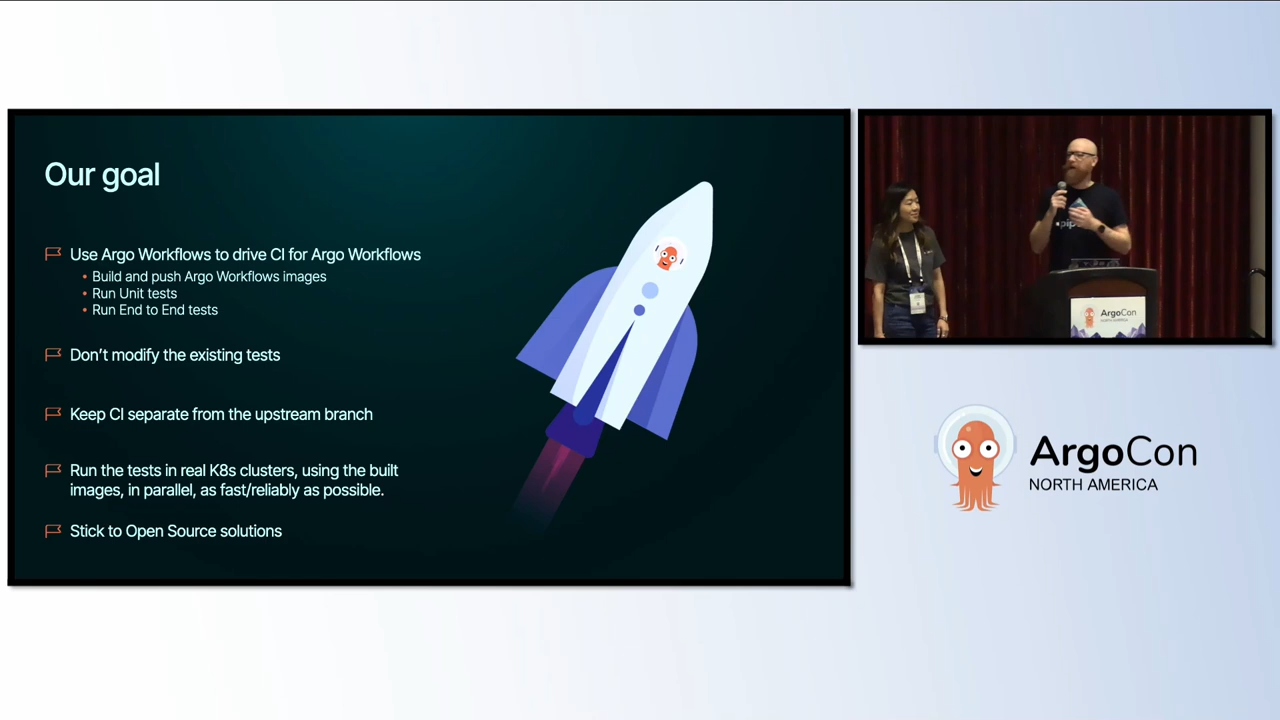 Our goal
Use Argo Workflows to drive CI for Argo Workflows
• Build and push Argo Workflows images
• Run Unit tests
• Run End to End tests
Don’t modify the existing tests
Keep CI separate from the upstream branch
Run the tests in real K8s clusters, using the built
images, in parallel, as fast/reliably as possible.
Stick to Open Source solutions
ArgoCon
NORTH AMERICA
ArgoCon
NORTH AMERICA